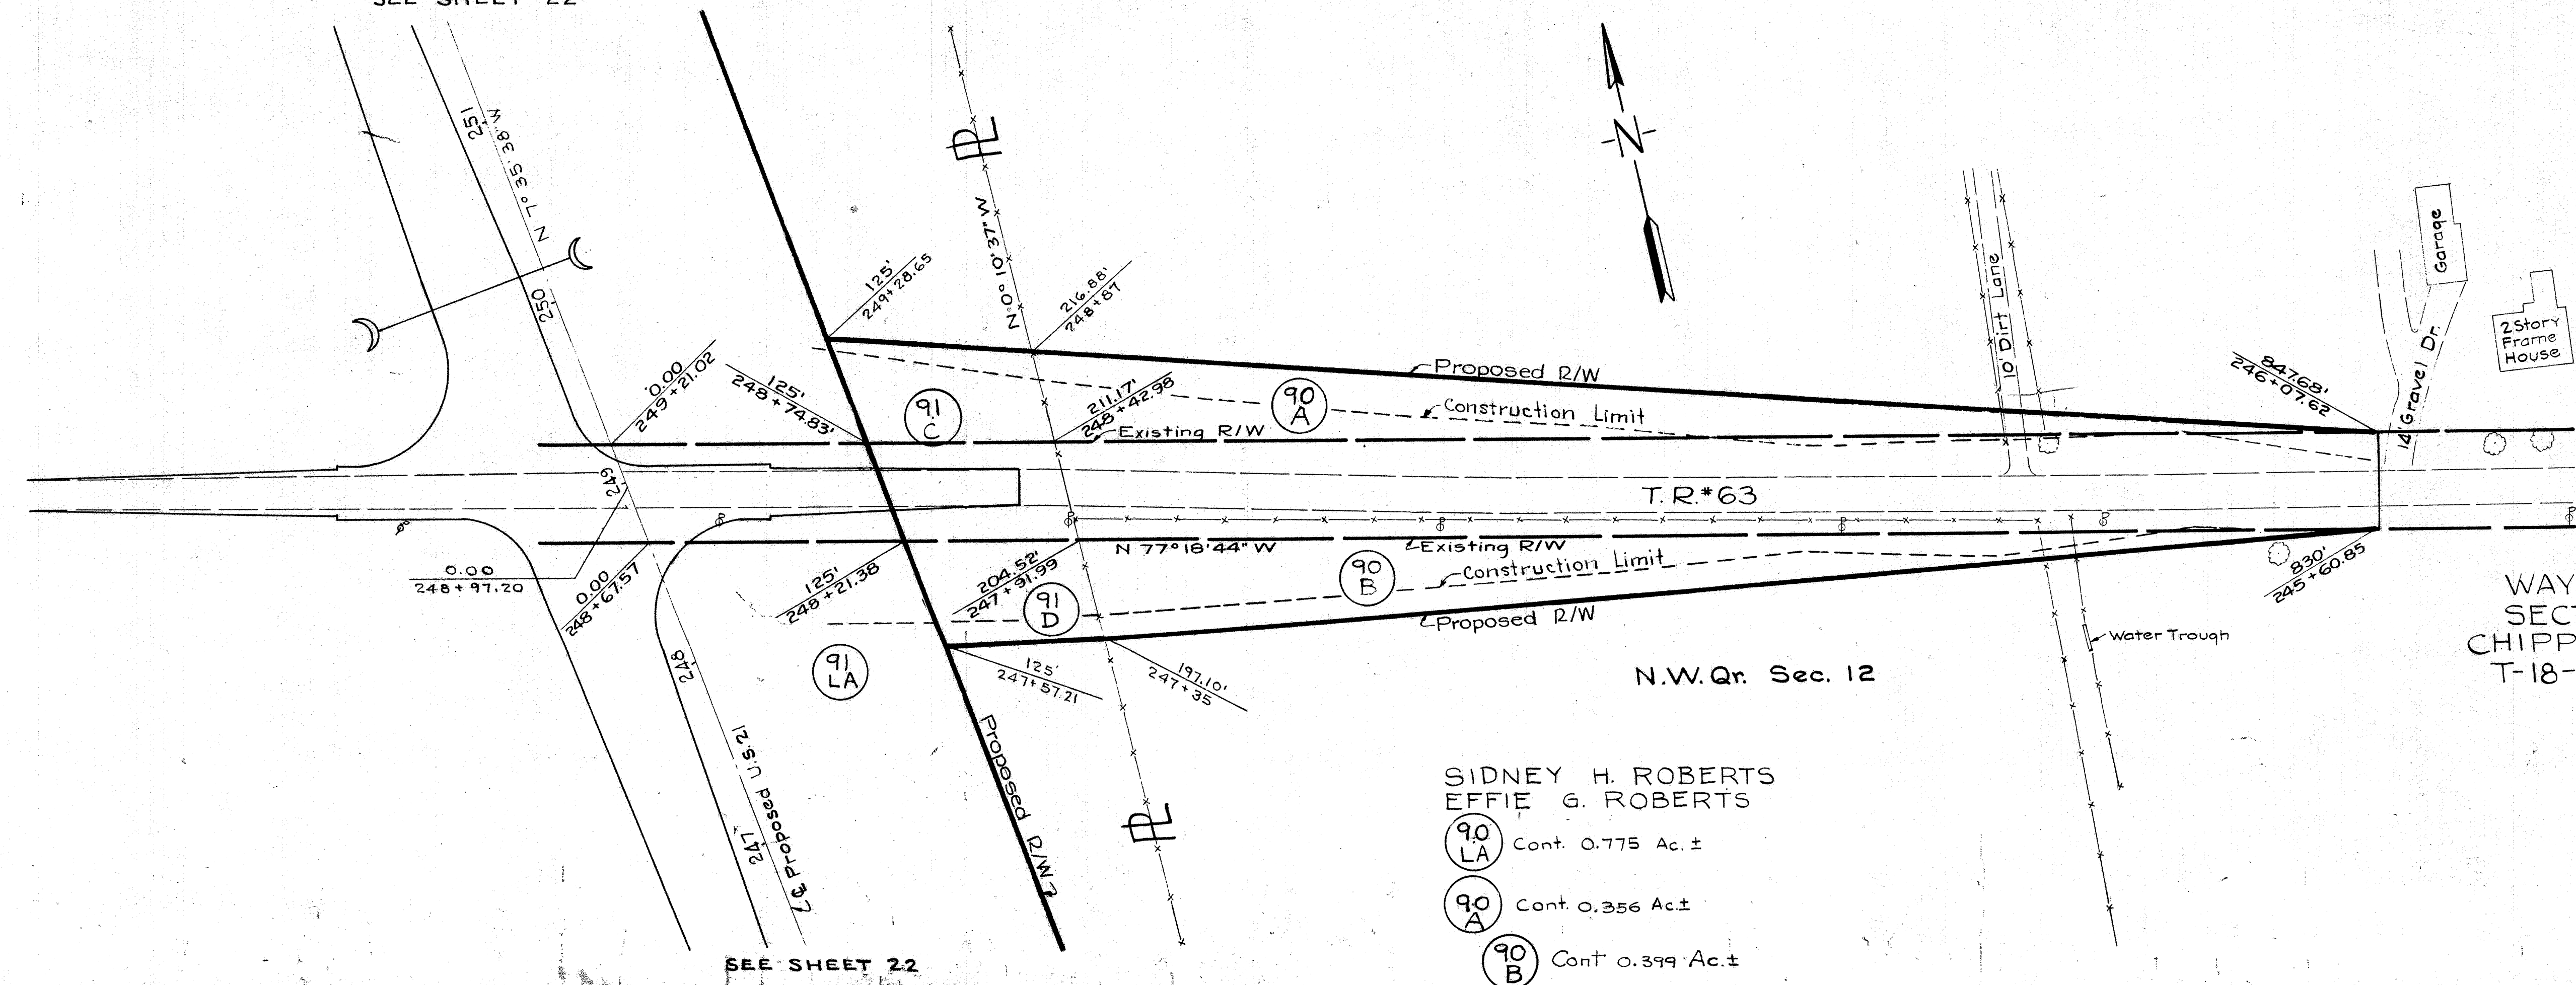 SEE SHEET 22
251
N 7° 35' 38" W
250
PL
N 0° 10' 37" W
N
125'
249+28.65
216.88'
248+87
0.00
249+21.02
125'
248+74.83'
91
C
211.17'
248+42.98
Existing R/W
90
A
Proposed R/W
Construction Limit
10' Dirt Lane
847.68'
246+07.62
14' Gravel Dr.
Garage
2 Story
Frame
House
249
T.R.#63
N 77° 18' 44" W
Existing R/W
0.00
248+97.20
0.00
248+67.57
125'
248+21.38
204.52'
247+91.99
91
D
90
B
Construction Limit
Proposed R/W
830'
245+60.85
248
91
LA
125'
247+57.21
197.10'
247+35
Water Trough
N.W.Qr. Sec. 12
WAY
SEC
CHIPP
T-18-
247
℄ Proposed U.S. 21
Proposed R/W
PL
SIDNEY H. ROBERTS
EFFIE G. ROBERTS
90
LA
Cont. 0.775 Ac. ±
90
A
Cont. 0.356 Ac.±
90
B
Cont 0.399 Ac.±
SEE SHEET 22